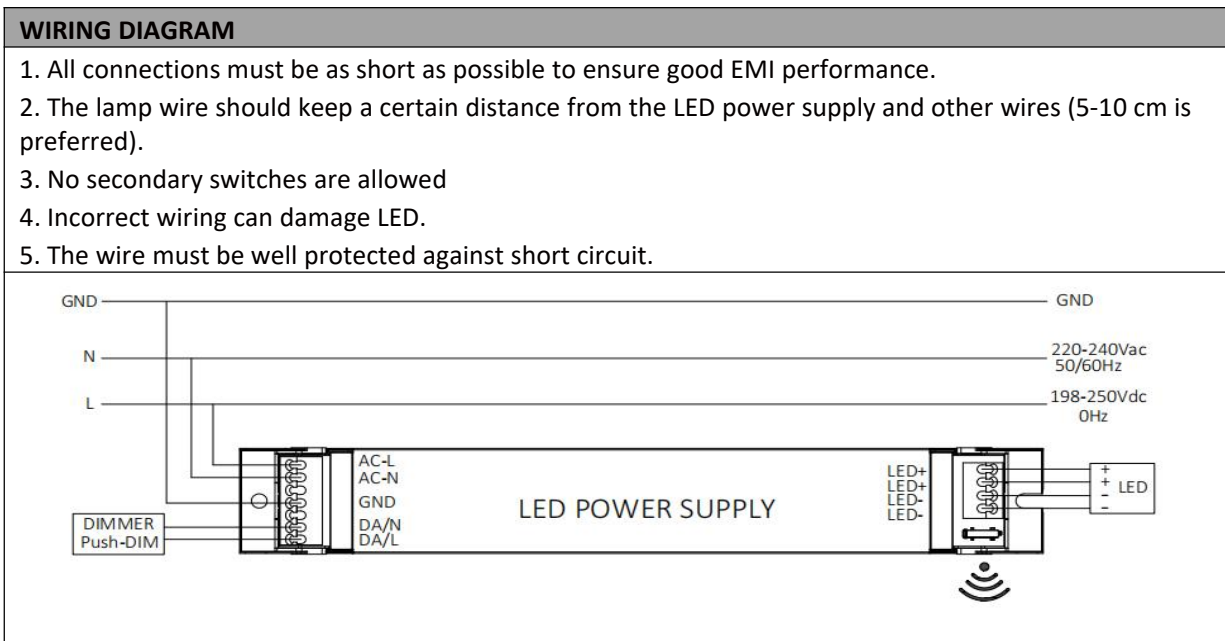 WIRING DIAGRAM
1. All connections must be as short as possible to ensure good EMI performance.
2. The lamp wire should keep a certain distance from the LED power supply and other wires (5-10 cm is
preferred).
3. No secondary switches are allowed
4. Incorrect wiring can damage LED.
5. The wire must be well protected against short circuit.
GND
GND
N
220-240Vac
50/60Hz
L
198-250Vdc
0Hz
AC-L
AC-N
GND
DA/N
DA/L
DIMMER
Push-DIM
LED POWER SUPPLY
LED+
LED+
LED-
LED-
+
+
-
-
LED